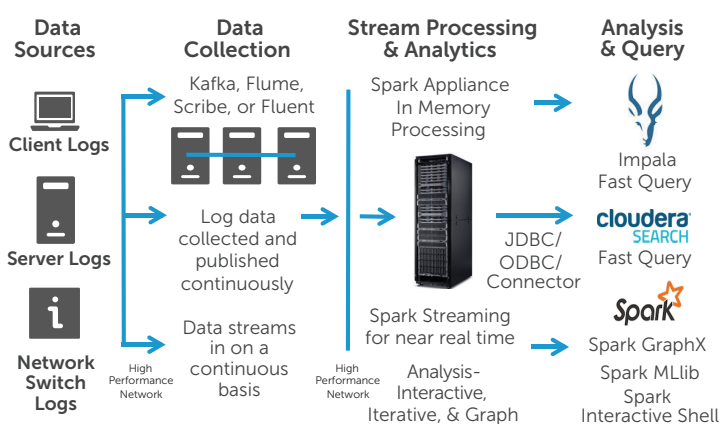 Data
Sources
Client Logs
Server Logs
Network
Switch
Logs
High
Performance
Network
Data
Collection
Kafka, Flume,
Scribe, or Fluent
Log data
collected and
published
continuously
Data streams
in on a
continuous
basis
High
Performance
Network
Stream Processing
& Analytics
Spark Appliance
In Memory
Processing
JDBC/
ODBC/
Connector
Spark Streaming
for near real time
Analysis-
Interactive,
Iterative, & Graph
Analysis
& Query
Impala
Fast Query
cloudera
SEARCH
Fast Query
Spark
Spark GraphX
Spark MLlib
Spark
Interactive Shell